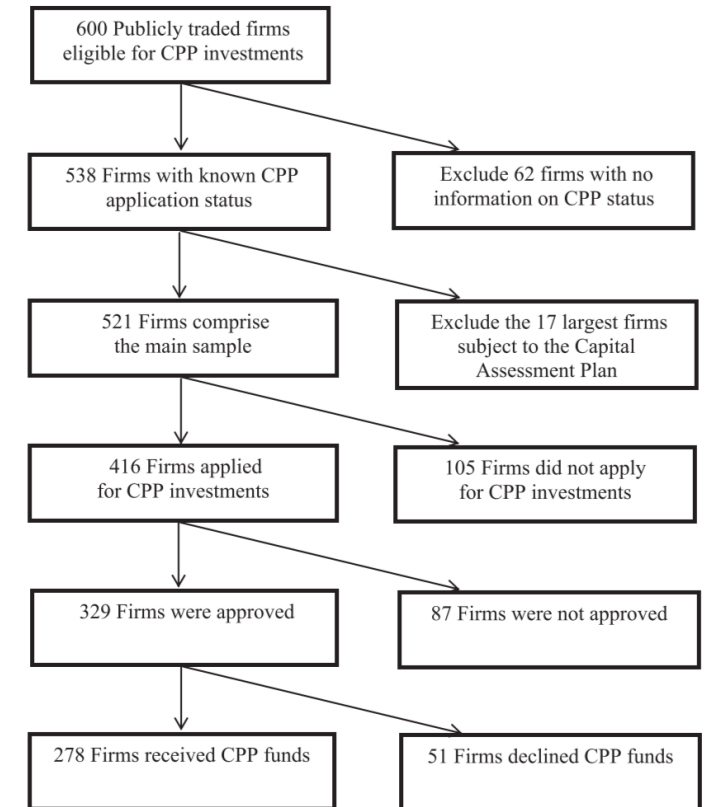 600 Publicly traded firms
eligible for CPP investments
538 Firms with known CPP
application status
Exclude 62 firms with no
information on CPP status
521 Firms comprise
the main sample
Exclude the 17 largest firms
subject to the Capital
Assessment Plan
416 Firms applied
for CPP investments
105 Firms did not apply
for CPP investments
329 Firms were approved
87 Firms were not approved
278 Firms received CPP funds
51 Firms declined CPP funds